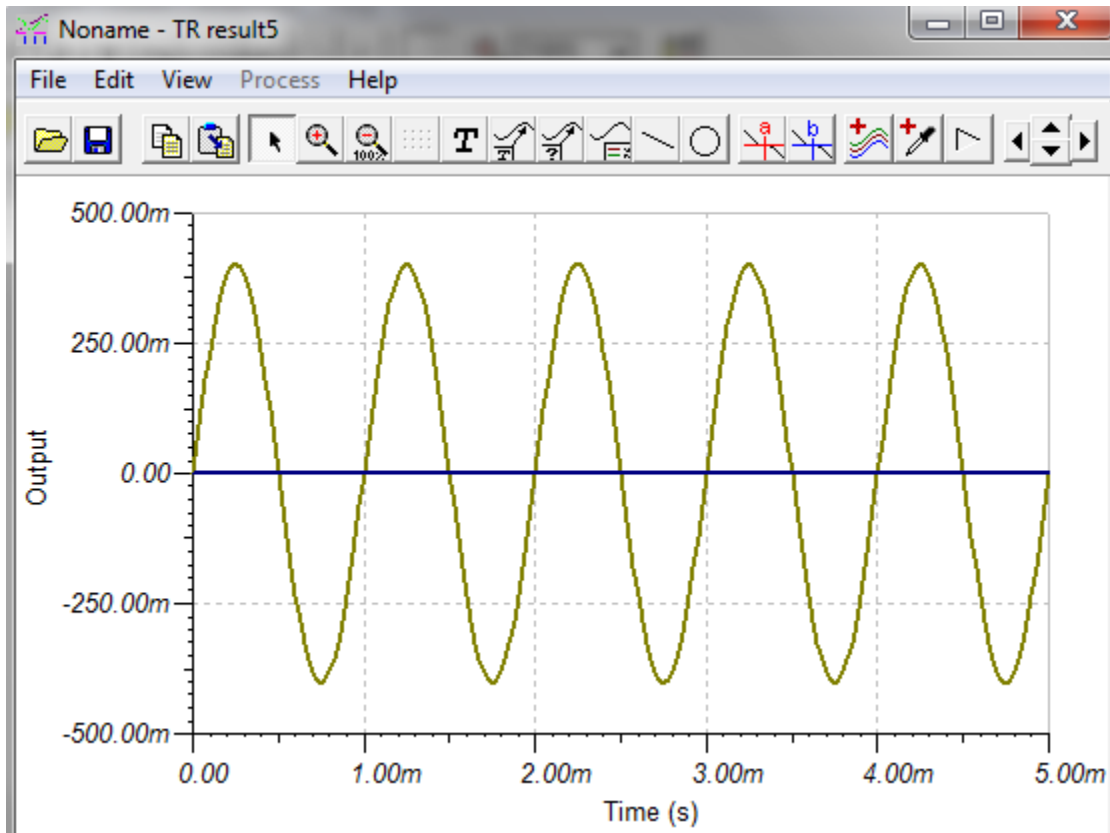 Noname - TR result5
File Edit View Process Help
100% T T ? a b
500.00m
250.00m
0.00
-250.00m
-500.00m
Output
0.00 1.00m 2.00m 3.00m 4.00m 5.00m
Time (s)